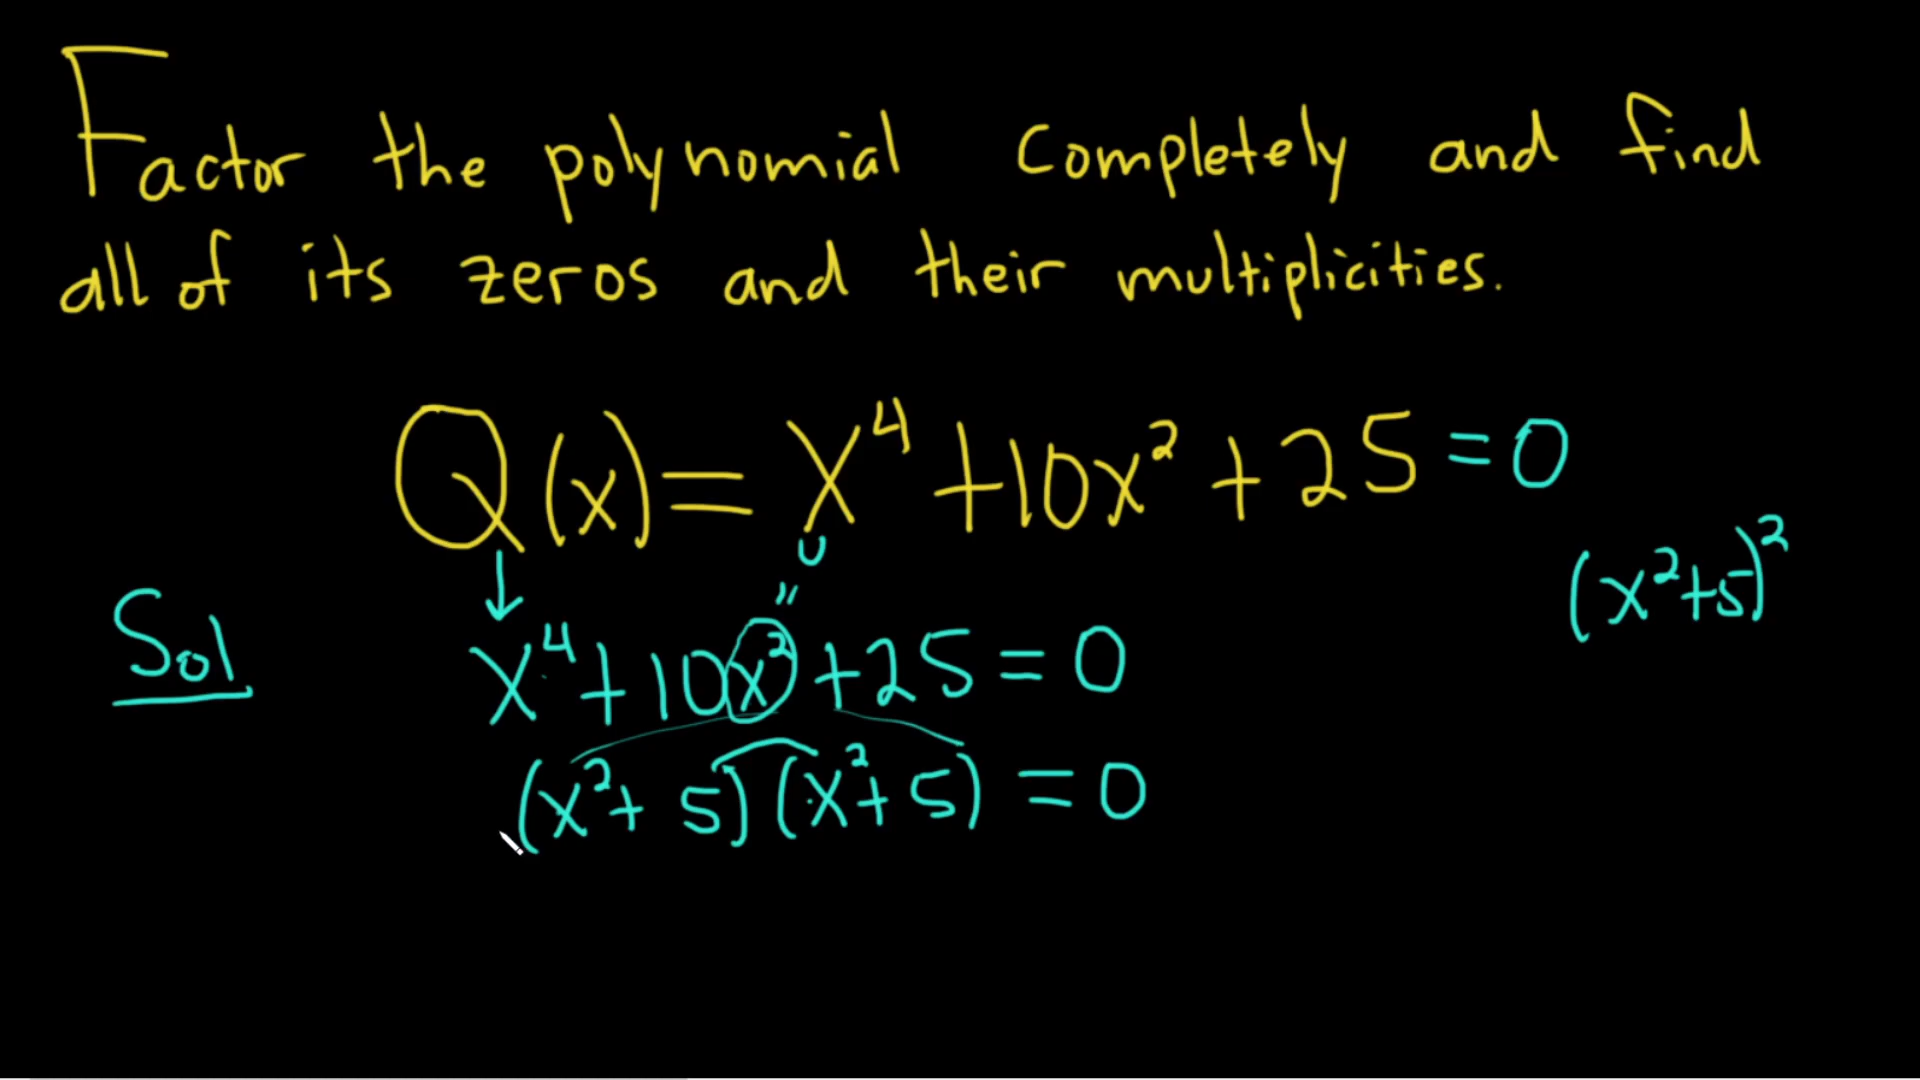 Factor the polynomial completely and find
all of its zeros and their multiplicities.
Q(x)=x⁴+10x²+25=0
u
"
(x²+5)²
Sol
x⁴+10x²+25=0
(x²+5)(x²+5)=0